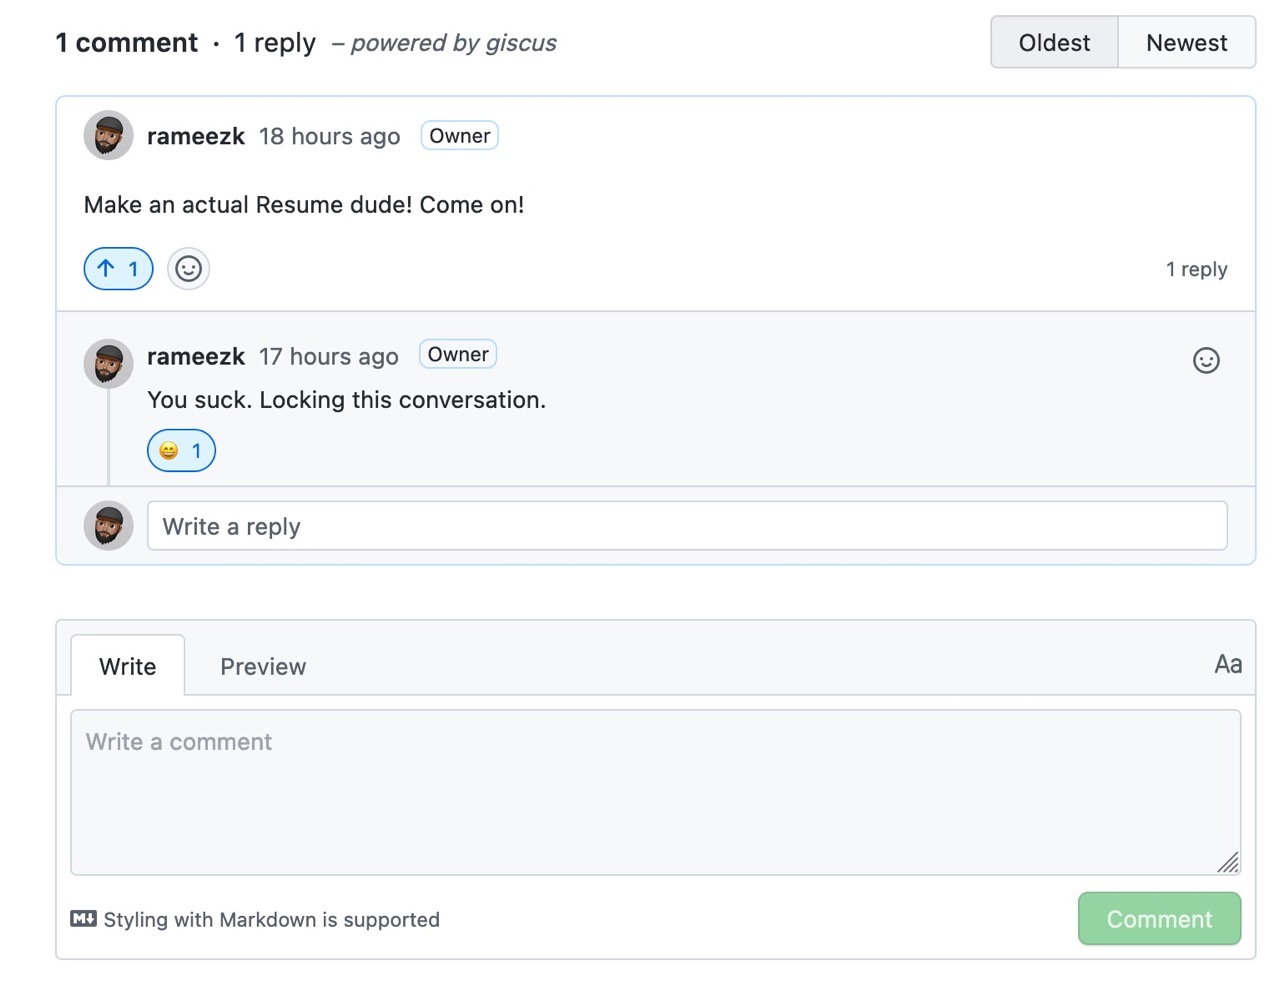 1 comment · 1 reply – powered by giscus
Oldest Newest
rameezk 18 hours ago Owner
Make an actual Resume dude! Come on!
↑ 1
1 reply
rameezk 17 hours ago Owner
You suck. Locking this conversation.
😄 1
Write a reply
Write Preview Aa
Write a comment
M↓ Styling with Markdown is supported
Comment